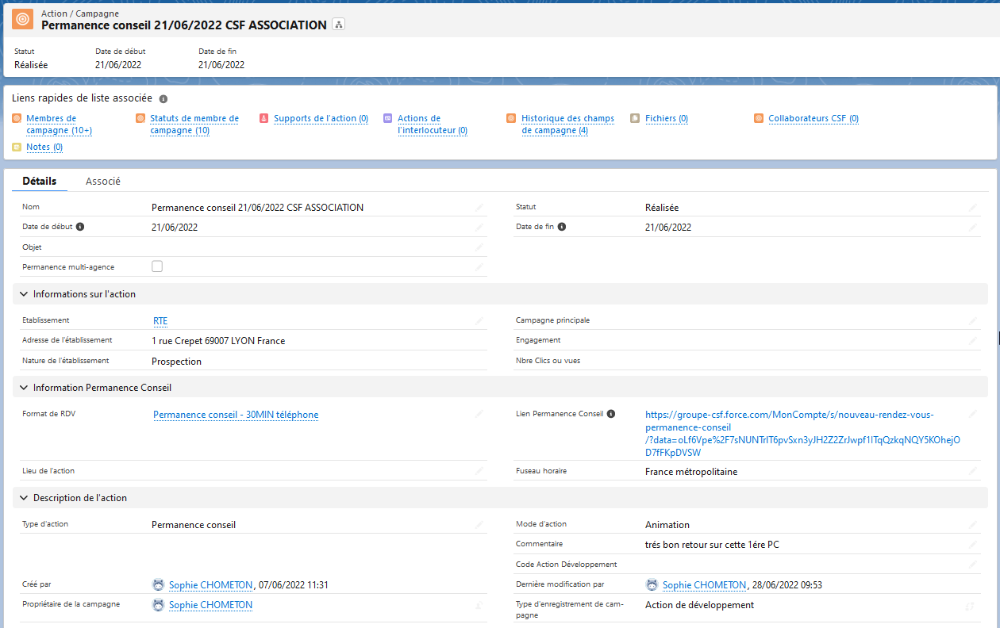 Action / Campagne
Permanence conseil 21/06/2022 CSF ASSOCIATION
Statut Date de début Date de fin
Réalisée 21/06/2022 21/06/2022
Liens rapides de liste associée
Membres de campagne (10+)
Statuts de membre de campagne (10)
Supports de l'action (0)
Actions de l'interlocuteur (0)
Historique des champs de campagne (4)
Fichiers (0)
Collaborateurs CSF (0)
Notes (0)
Détails Associé
Nom Permanence conseil 21/06/2022 CSF ASSOCIATION Statut Réalisée
Date de début 21/06/2022 Date de fin 21/06/2022
Objet
Permanence multi-agence
Informations sur l'action
Etablissement RTE Campagne principale
Adresse de l'établissement 1 rue Crepet 69007 LYON France Engagement
Nature de l'établissement Prospection Nbre Clics ou vues
Information Permanence Conseil
Format de RDV Permanence conseil - 30MIN téléphone Lien Permanence Conseil https://groupe-csf.force.com/MonCompte/s/nouveau-rendez-vous-
permanence-conseil
/?data=oLf6Vpe%2F7sNUNTrIT6pvSxn3yJH2Z2ZrJwpf1ITqQzkqNQY5KOhejO
D7fFKpDVSW
Lieu de l'action Fuseau horaire France métropolitaine
Description de l'action
Type d'action Permanence conseil Mode d'action Animation
Commentaire trés bon retour sur cette 1ére PC
Code Action Développement
Créé par Sophie CHOMETON, 07/06/2022 11:31 Dernière modification par Sophie CHOMETON, 28/06/2022 09:53
Propriétaire de la campagne Sophie CHOMETON Type d'enregistrement de cam- Action de développement
pagne